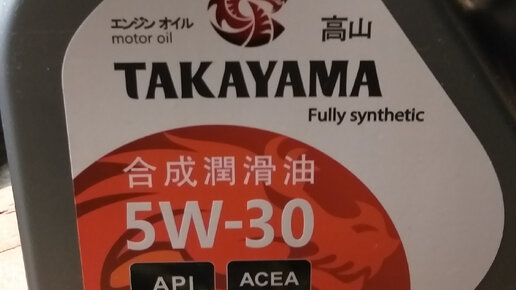 エンジン オイル
motor oil
高山
TAKAYAMA
Fully synthetic
合成潤滑油
5W-30
API
ACEA